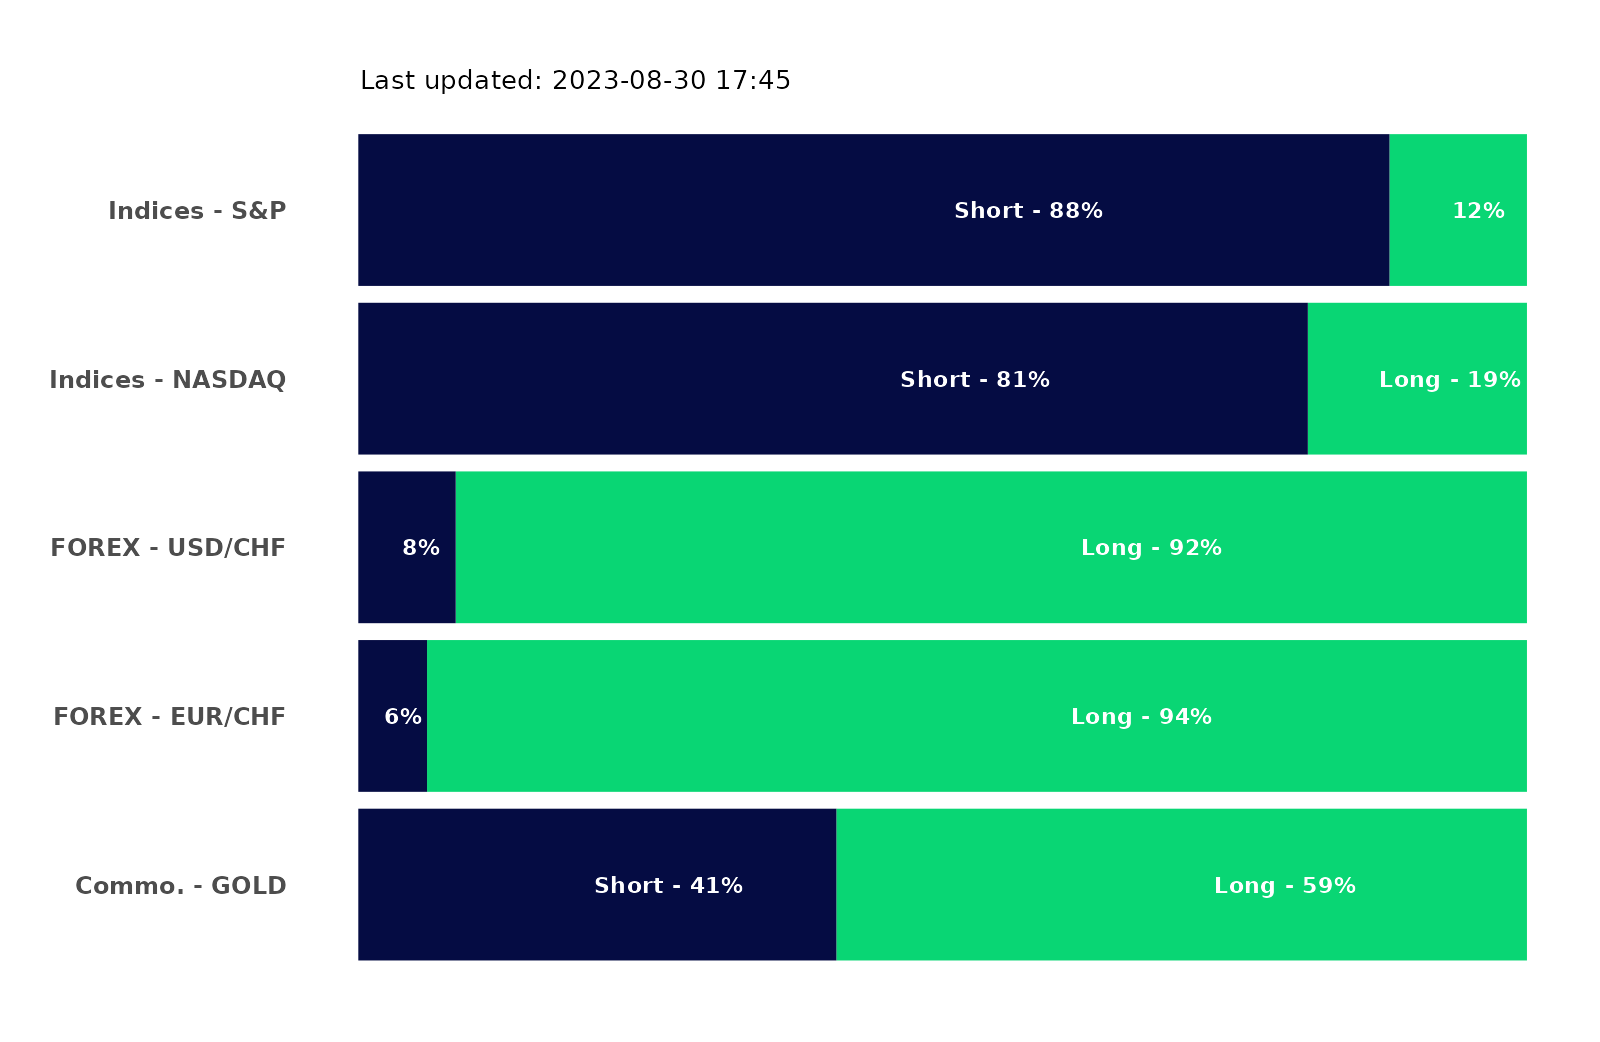 Last updated: 2023-08-30 17:45
Indices - S&P Short - 88% 12%
Indices - NASDAQ Short - 81% Long - 19%
FOREX - USD/CHF 8% Long - 92%
FOREX - EUR/CHF 6% Long - 94%
Commo. - GOLD Short - 41% Long - 59%